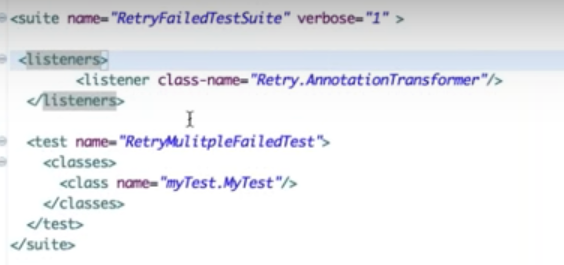 <suite name="RetryFailedTestSuite" verbose="1" >
<listeners>
<listener class-name="Retry.AnnotationTransformer"/>
</listeners>
<test name="RetryMulitpleFailedTest">
<classes>
<class name="myTest.MyTest"/>
</classes>
</test>
</suite>